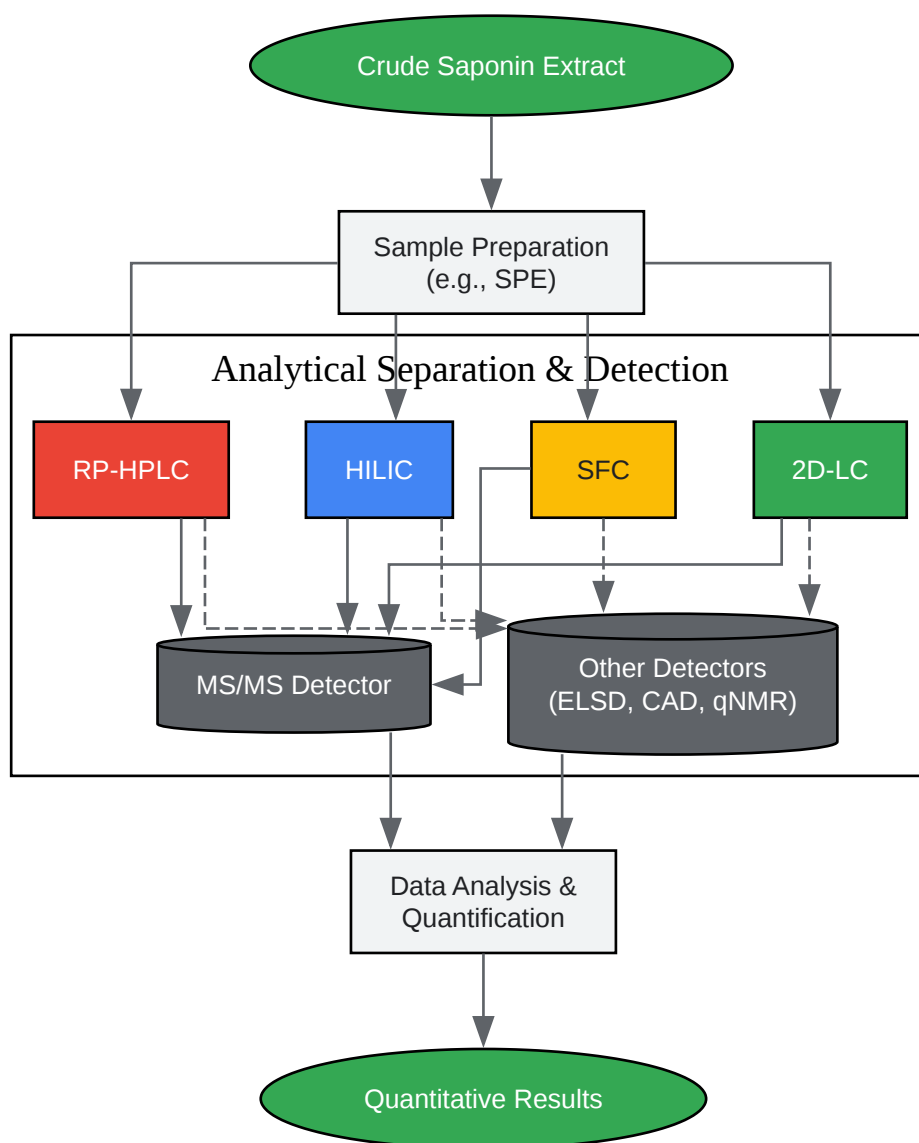 Crude Saponin Extract
Sample Preparation
(e.g., SPE)
Analytical Separation & Detection
RP-HPLC
HILIC
SFC
2D-LC
MS/MS Detector
Other Detectors
(ELSD, CAD, qNMR)
Data Analysis &
Quantification
Quantitative Results